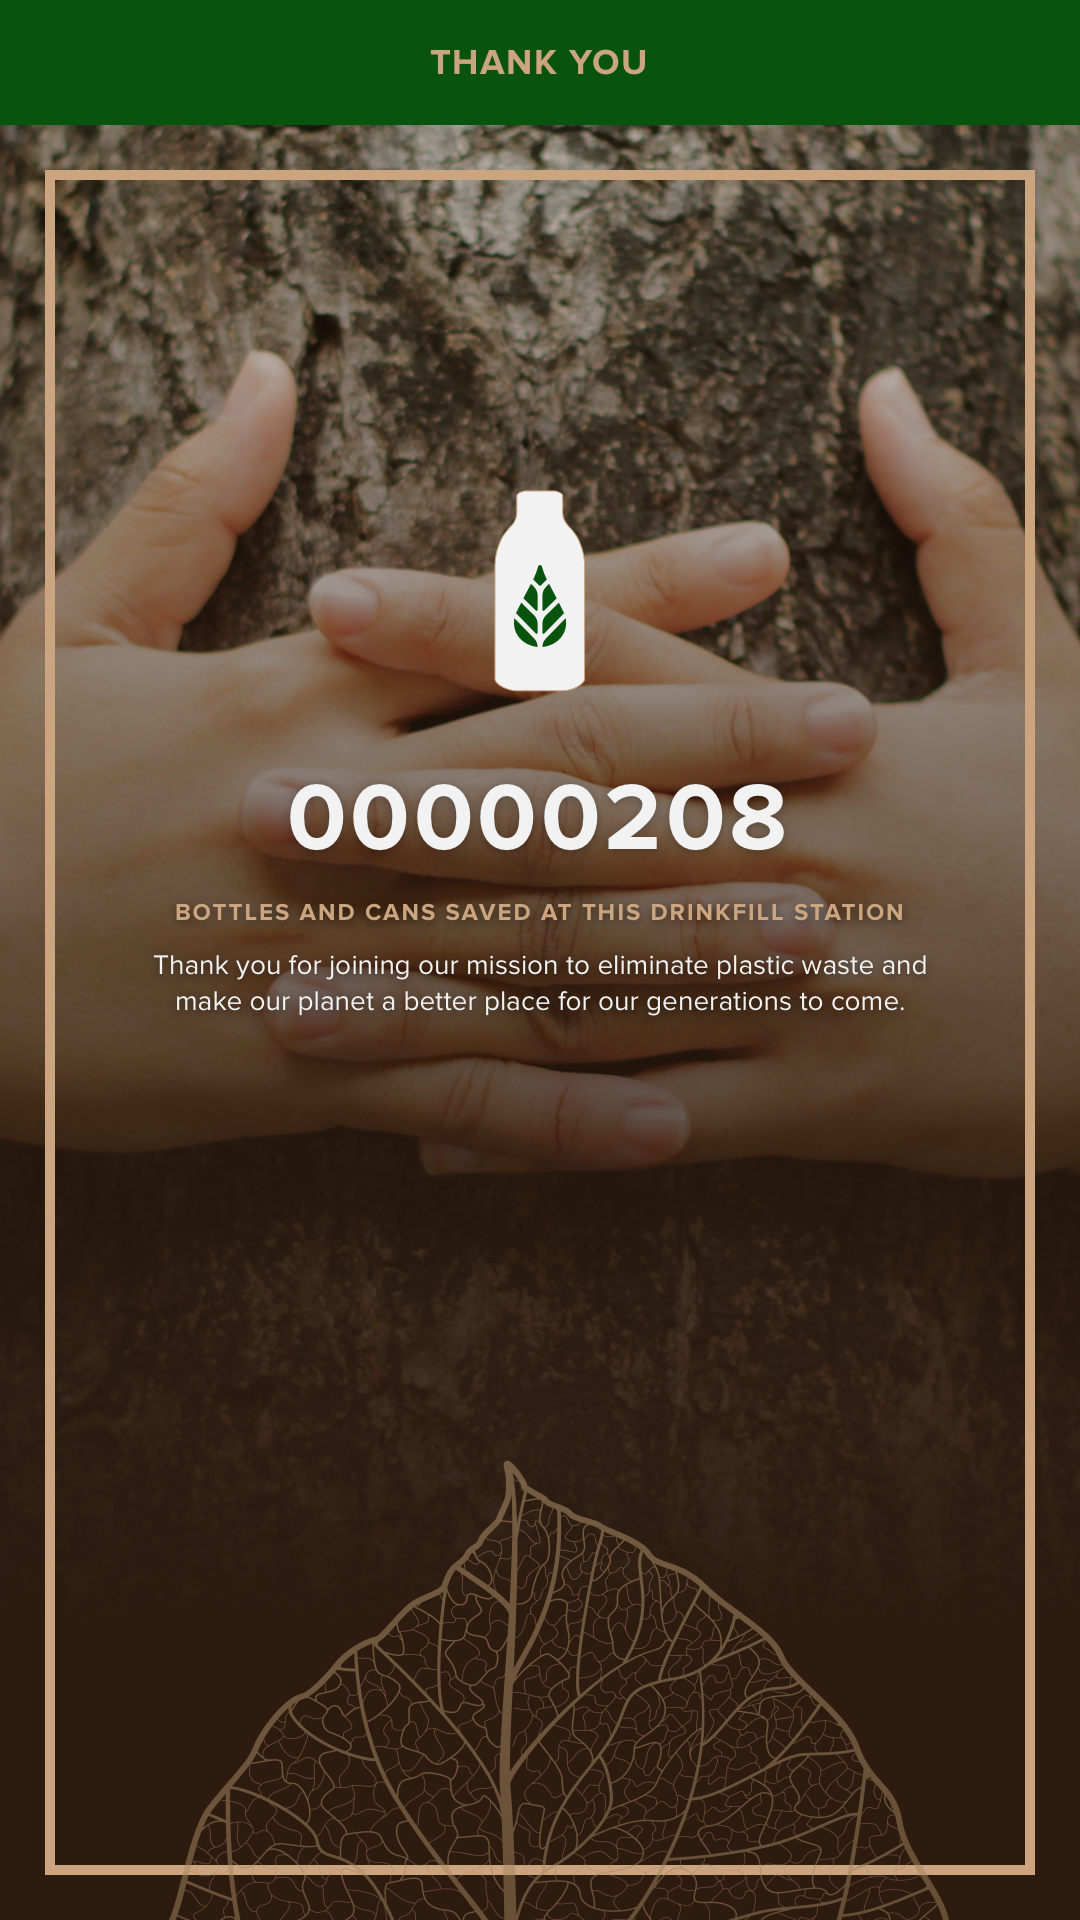 THANK YOU
00000208
BOTTLES AND CANS SAVED AT THIS DRINKFILL STATION
Thank you for joining our mission to eliminate plastic waste and
make our planet a better place for our generations to come.